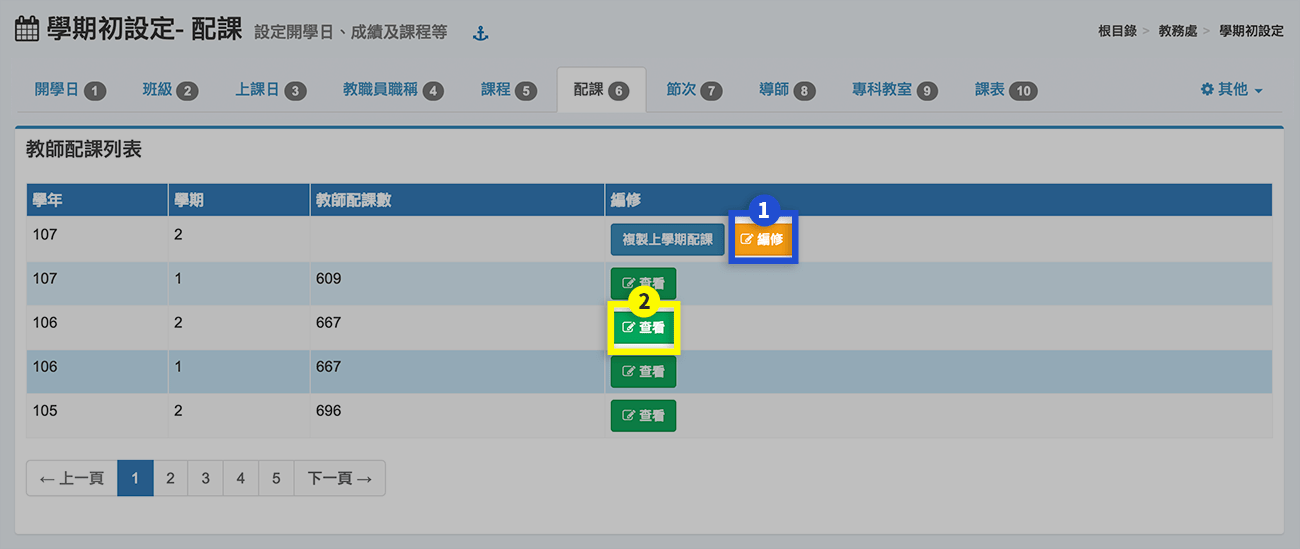 學期初設定- 配課 設定開學日、成績及課程等
根目錄 > 教務處 > 學期初設定
開學日 1 班級 2 上課日 3 教職員職稱 4 課程 5 配課 6 節次 7 導師 8 專科教室 9 課表 10 其他
教師配課列表
學年 學期 教師配課數 編修
1
107 2 複製上學期配課 編修
107 1 609 查看
2
106 2 667 查看
106 1 667 查看
105 2 696 查看
← 上一頁 1 2 3 4 5 下一頁 →